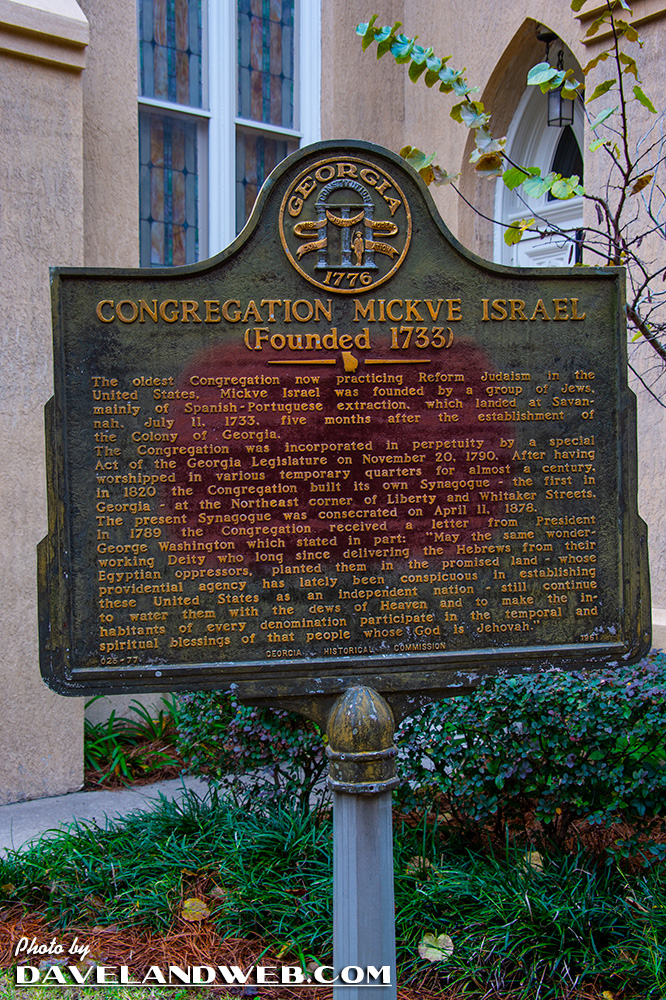 GEORGIA
CONSTITUTION
1776
CONGREGATION MICKVE ISRAEL
(Founded 1733)
The oldest Congregation now practicing Reform Judaism in the
United States, Mickve Israel was founded by a group of Jews,
mainly of Spanish-Portuguese extraction, which landed at Savan-
nah, July 11, 1733, five months after the establishment of
the Colony of Georgia.
The Congregation was incorporated in perpetuity by a special
Act of the Georgia Legislature on November 20, 1790. After having
worshipped in various temporary quarters for almost a century,
in 1820 the Congregation built its own Synagogue - the first in
Georgia - at the Northeast corner of Liberty and Whitaker Streets.
The present Synagogue was consecrated on April 11, 1878.
In 1789 the Congregation received a letter from President
George Washington which stated in part: "May the same wonder-
working Deity who long since delivering the Hebrews from their
Egyptian oppressors, planted them in the promised land - whose
providential agency has lately been conspicuous in establishing
these United States as an independent nation - still continue
to water them with the dews of Heaven and to make the in-
habitants of every denomination participate in the temporal and
spiritual blessings of that people whose God is Jehovah."
025-77 GEORGIA HISTORICAL COMMISSION 1951
Photo by
DAVELANDWEB.COM